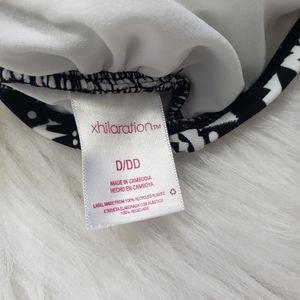 xhilaration™
D/DD
MADE IN CAMBODIA
HECHO EN CAMBOYA
LABEL MADE FROM 100% RECYCLED PLASTIC
ETIQUETA ELABORADA CON PLÁSTICO
100% RECICLADO